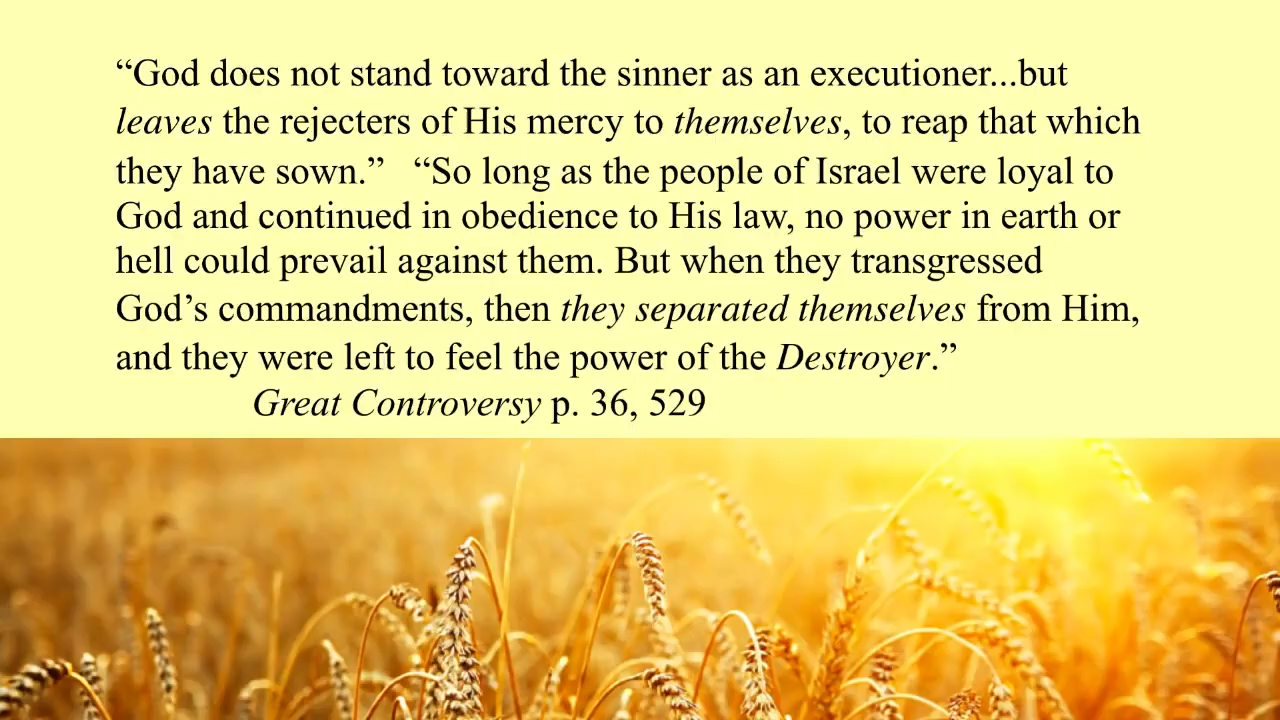 “God does not stand toward the sinner as an executioner...but
leaves the rejecters of His mercy to themselves, to reap that which
they have sown.” “So long as the people of Israel were loyal to
God and continued in obedience to His law, no power in earth or
hell could prevail against them. But when they transgressed
God’s commandments, then they separated themselves from Him,
and they were left to feel the power of the Destroyer.”
Great Controversy p. 36, 529